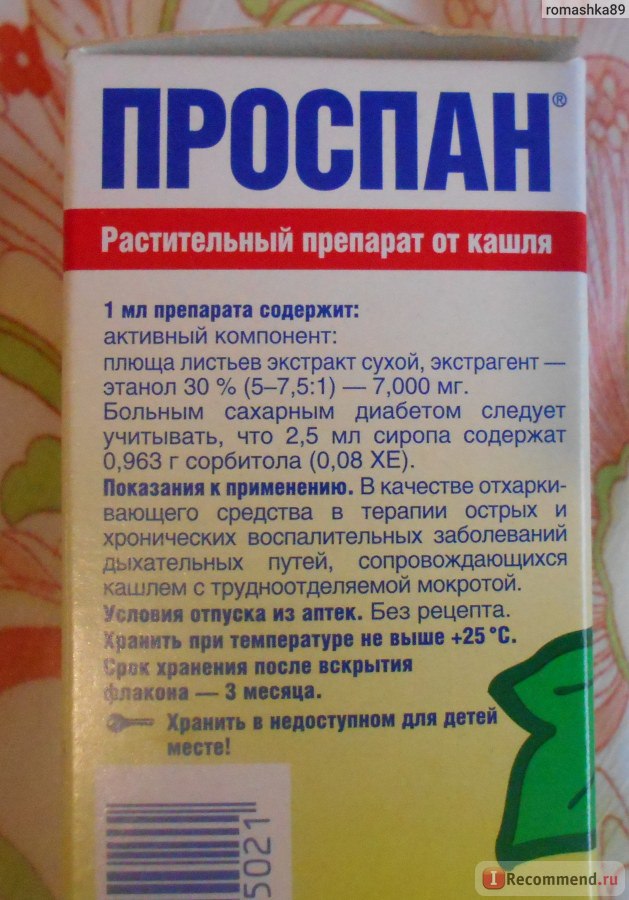 romashka89
ПРОСПАН®
Растительный препарат от кашля
1 мл препарата содержит:
активный компонент:
плюща листьев экстракт сухой, экстрагент —
этанол 30 % (5–7,5:1) — 7,000 мг.
Больным сахарным диабетом следует
учитывать, что 2,5 мл сиропа содержат
0,963 г сорбитола (0,08 ХЕ).
Показания к применению. В качестве отхарки-
вающего средства в терапии острых и
хронических воспалительных заболеваний
дыхательных путей, сопровождающихся
кашлем с трудноотделяемой мокротой.
Условия отпуска из аптек. Без рецепта.
Хранить при температуре не выше +25 °C.
Срок хранения после вскрытия
флакона — 3 месяца.
Хранить в недоступном для детей
месте!
5021
I Recommend.ru